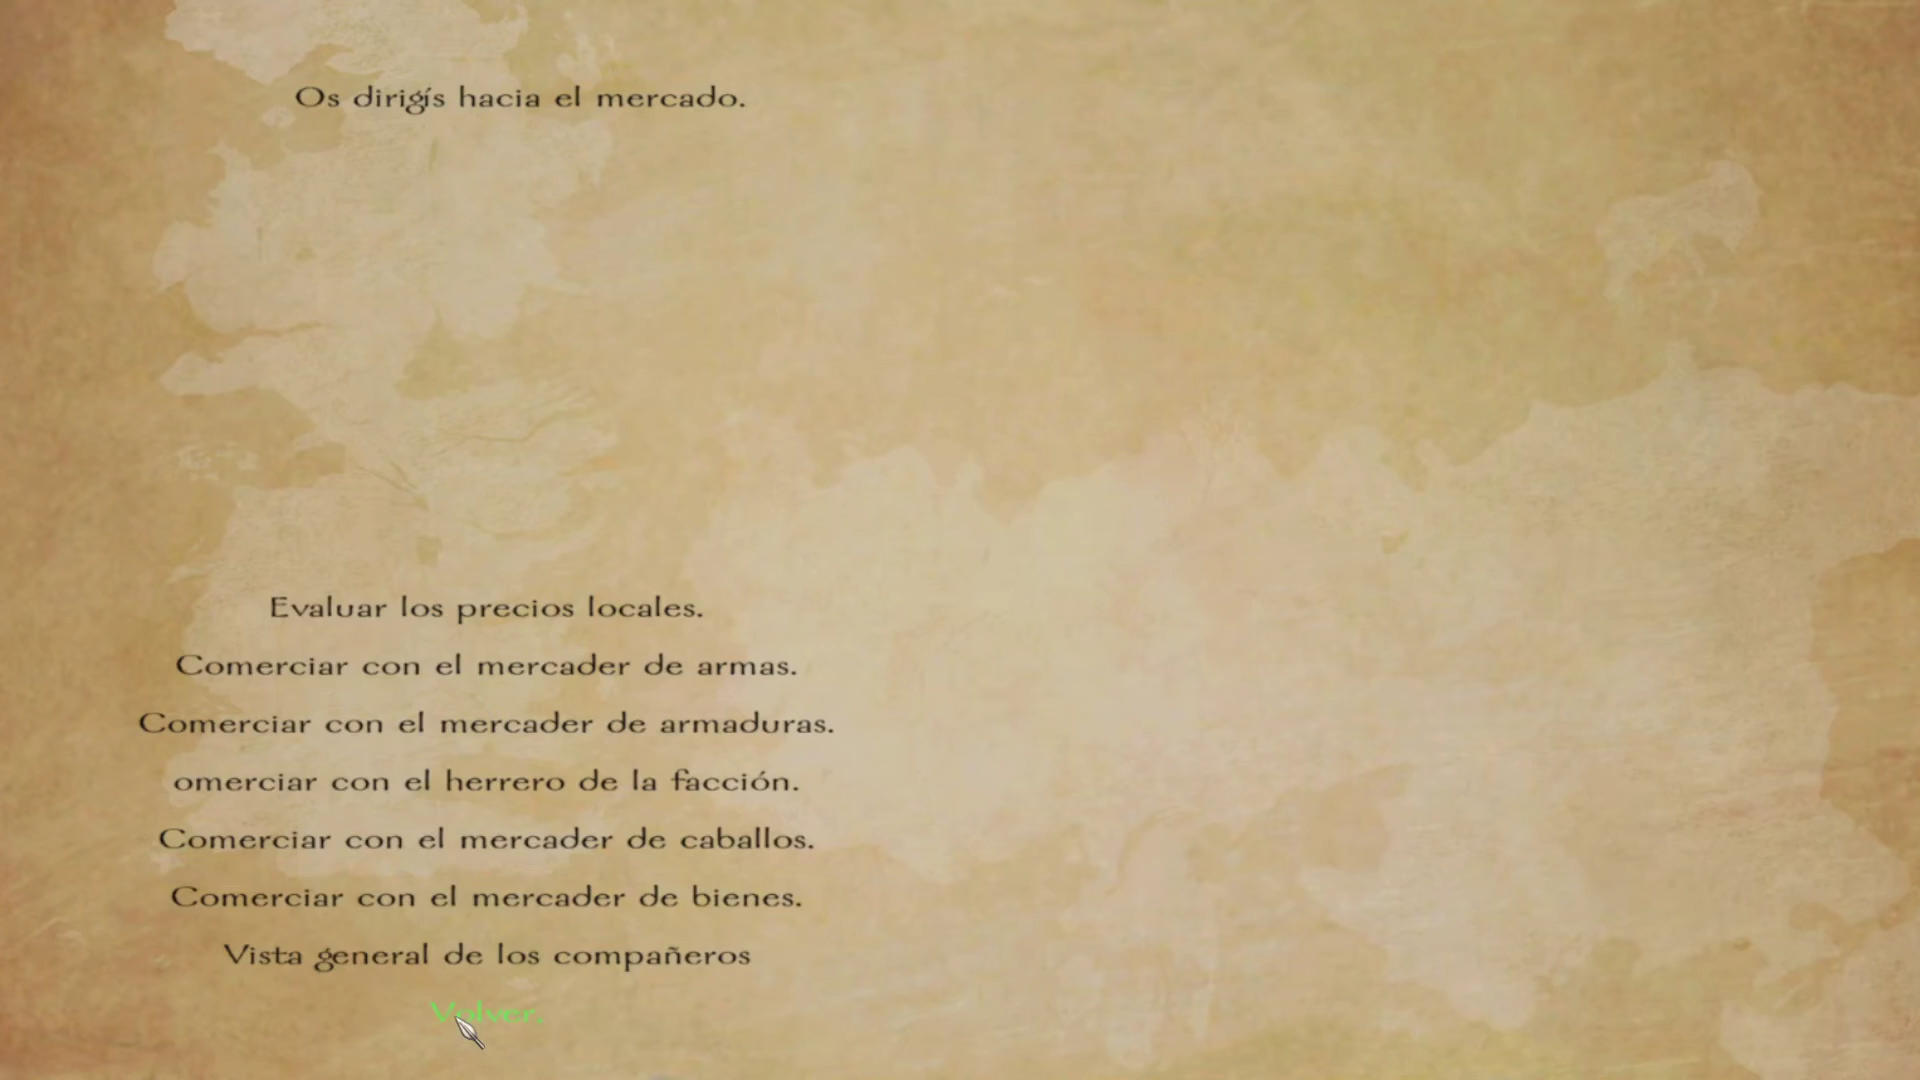 Os dirigís hacia el mercado.
Evaluar los precios locales.
Comerciar con el mercader de armas.
Comerciar con el mercader de armaduras.
omerciar con el herrero de la facción.
Comerciar con el mercader de caballos.
Comerciar con el mercader de bienes.
Vista general de los compañeros
Volver.